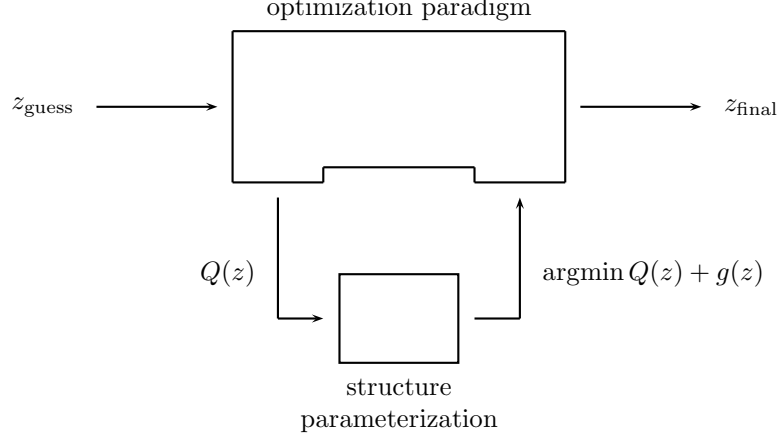 optimization paradigm
z_guess
z_final
Q(z)
argmin Q(z) + g(z)
structure
parameterization